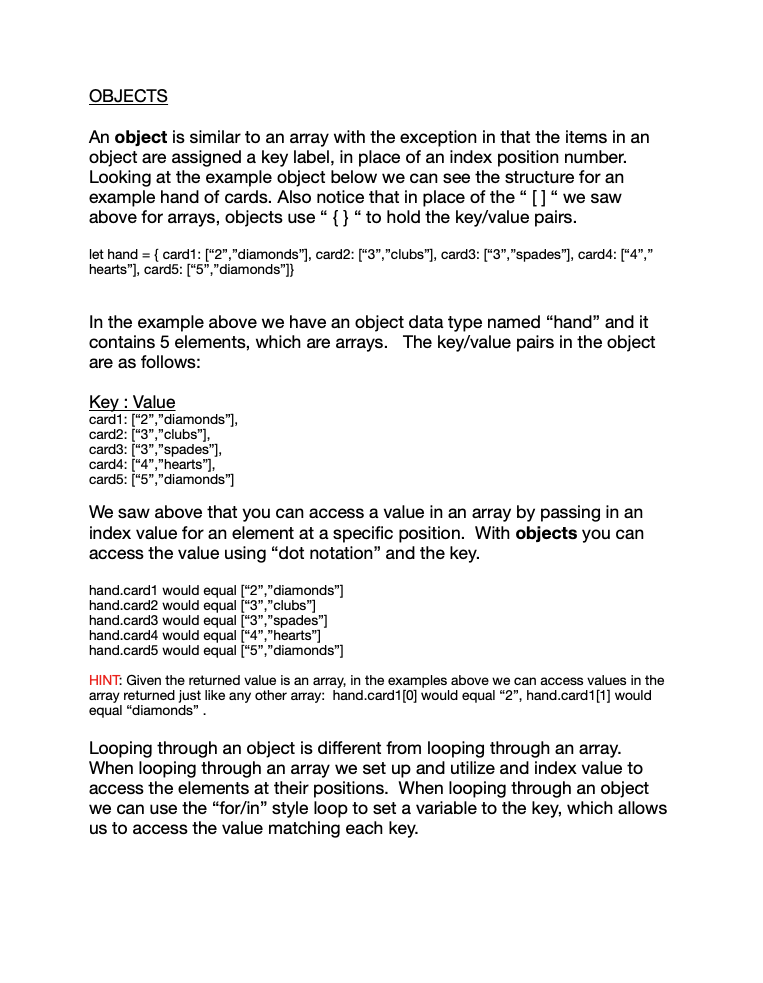 OBJECTS
An object is similar to an array with the exception in that the items in an
object are assigned a key label, in place of an index position number.
Looking at the example object below we can see the structure for an
example hand of cards. Also notice that in place of the “ [ ] “ we saw
above for arrays, objects use “ { } “ to hold the key/value pairs.
let hand = { card1: [“2”,”diamonds”], card2: [“3”,”clubs”], card3: [“3”,”spades”], card4: [“4”,”
hearts”], card5: [“5”,”diamonds”]}
In the example above we have an object data type named “hand” and it
contains 5 elements, which are arrays.   The key/value pairs in the object
are as follows:
Key : Value
card1: [“2”,”diamonds”],
card2: [“3”,”clubs”],
card3: [“3”,”spades”],
card4: [“4”,”hearts”],
card5: [“5”,”diamonds”]
We saw above that you can access a value in an array by passing in an
index value for an element at a specific position.  With objects you can
access the value using “dot notation” and the key.
hand.card1 would equal [“2”,”diamonds”]
hand.card2 would equal [“3”,”clubs”]
hand.card3 would equal [“3”,”spades”]
hand.card4 would equal [“4”,”hearts”]
hand.card5 would equal [“5”,”diamonds”]
HINT: Given the returned value is an array, in the examples above we can access values in the
array returned just like any other array:  hand.card1[0] would equal “2”, hand.card1[1] would
equal “diamonds” .
Looping through an object is different from looping through an array.
When looping through an array we set up and utilize and index value to
access the elements at their positions.  When looping through an object
we can use the “for/in” style loop to set a variable to the key, which allows
us to access the value matching each key.